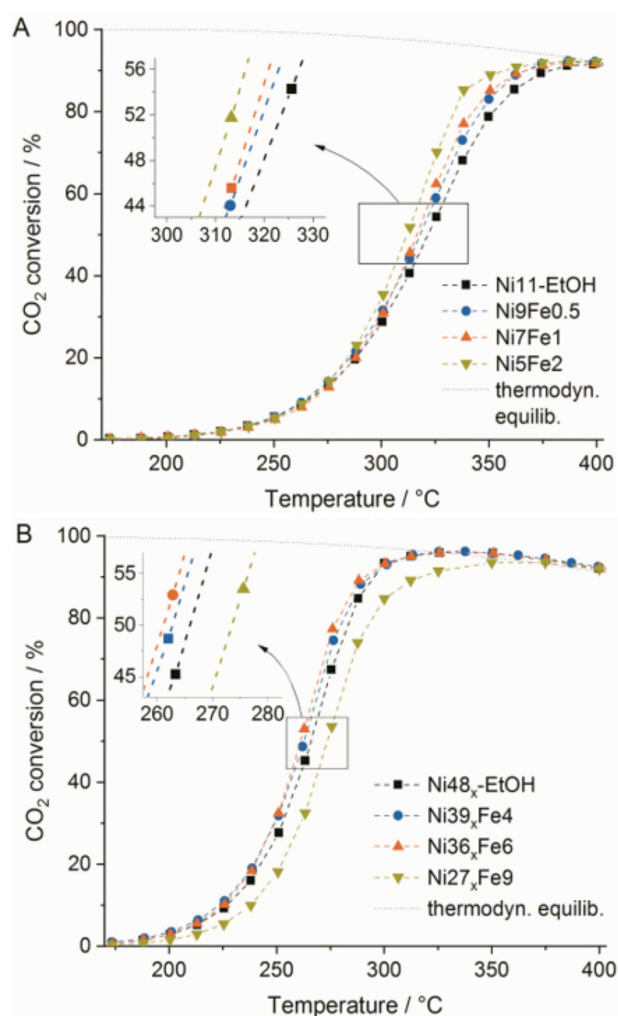 A
100
80
60
40
20
0
CO₂ conversion / %
56
52
48
44
300 310 320 330
Ni11-EtOH
Ni9Fe0.5
Ni7Fe1
Ni5Fe2
thermodyn.
equilib.
200 250 300 350 400
Temperature / °C
B
100
80
60
40
20
0
CO₂ conversion / %
55
50
45
260 270 280
Ni48ₓ-EtOH
Ni39ₓFe4
Ni36ₓFe6
Ni27ₓFe9
thermodyn. equilib.
200 250 300 350 400
Temperature / °C